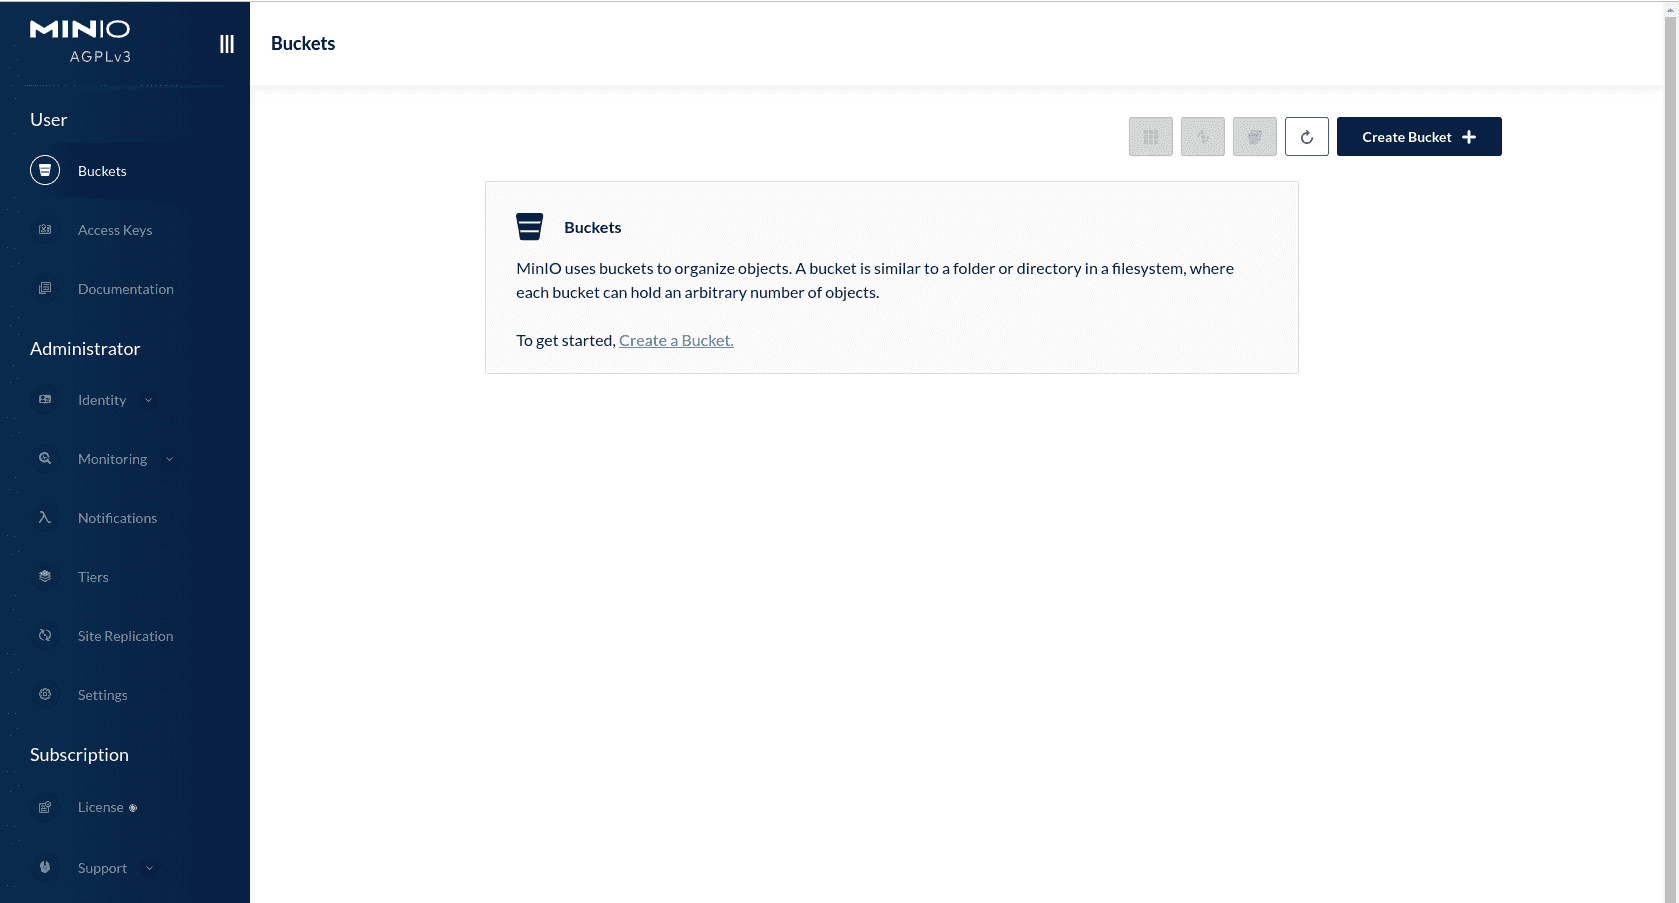 MINIO
AGPLv3
User
Buckets
Access Keys
Documentation
Administrator
Identity
Monitoring
Notifications
Tiers
Site Replication
Settings
Subscription
License
Support
Buckets
Create Bucket
Buckets
MinIO uses buckets to organize objects. A bucket is similar to a folder or directory in a filesystem, where
each bucket can hold an arbitrary number of objects.
To get started, Create a Bucket.